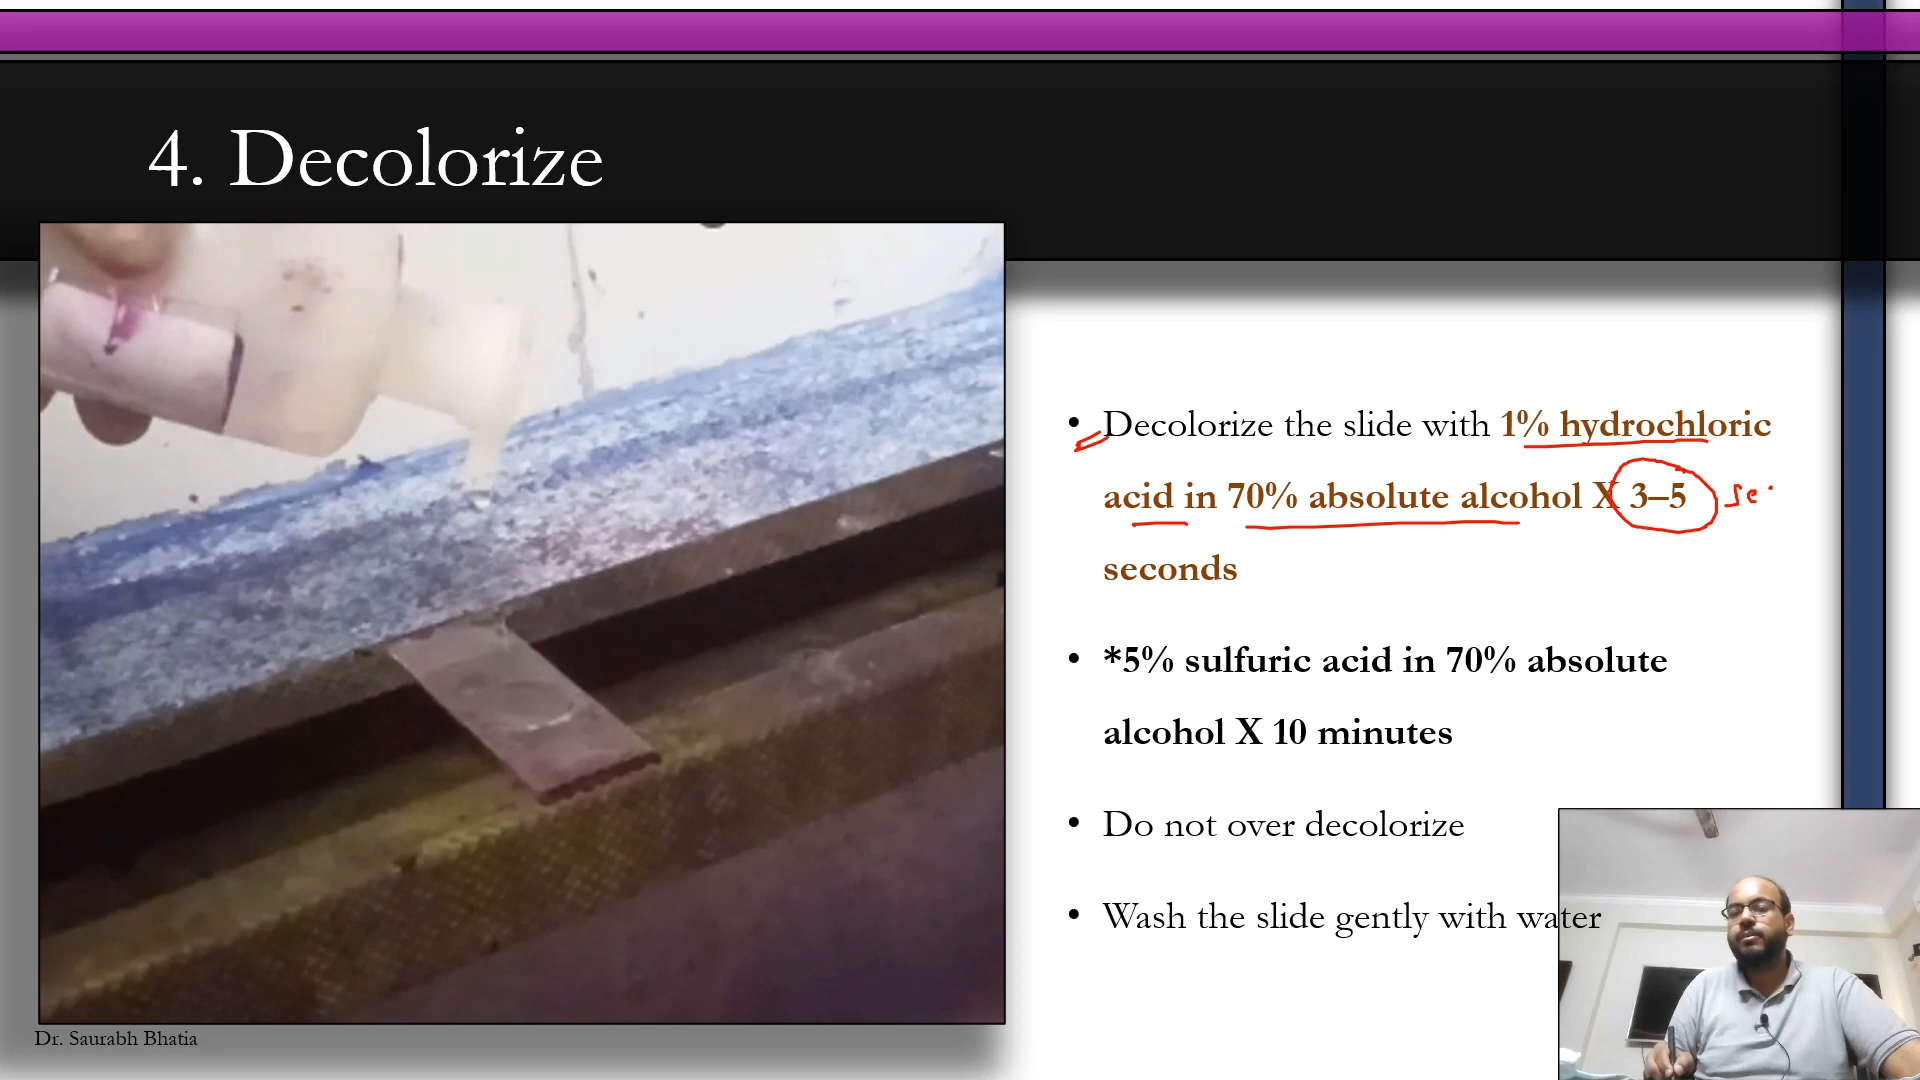 4. Decolorize
• Decolorize the slide with 1% hydrochloric
acid in 70% absolute alcohol X 3–5 se.
seconds
• *5% sulfuric acid in 70% absolute
alcohol X 10 minutes
• Do not over decolorize
• Wash the slide gently with water
Dr. Saurabh Bhatia